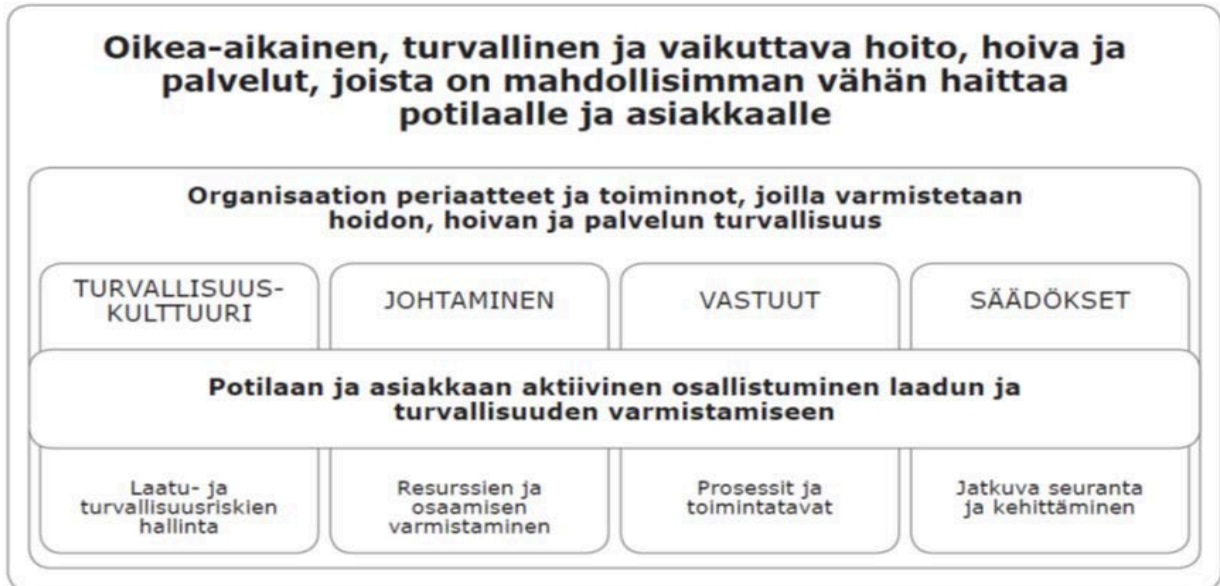 Oikea-aikainen, turvallinen ja vaikuttava hoito, hoiva ja
palvelut, joista on mahdollisimman vähän haittaa
potilaalle ja asiakkaalle
Organisaation periaatteet ja toiminnot, joilla varmistetaan
hoidon, hoivan ja palvelun turvallisuus
TURVALLISUUS-
KULTTUURI
JOHTAMINEN
VASTUUT
SÄÄDÖKSET
Potilaan ja asiakkaan aktiivinen osallistuminen laadun ja
turvallisuuden varmistamiseen
Laatu- ja
turvallisuusriskien
hallinta
Resurssien ja
osaamisen
varmistaminen
Prosessit ja
toimintatavat
Jatkuva seuranta
ja kehittäminen